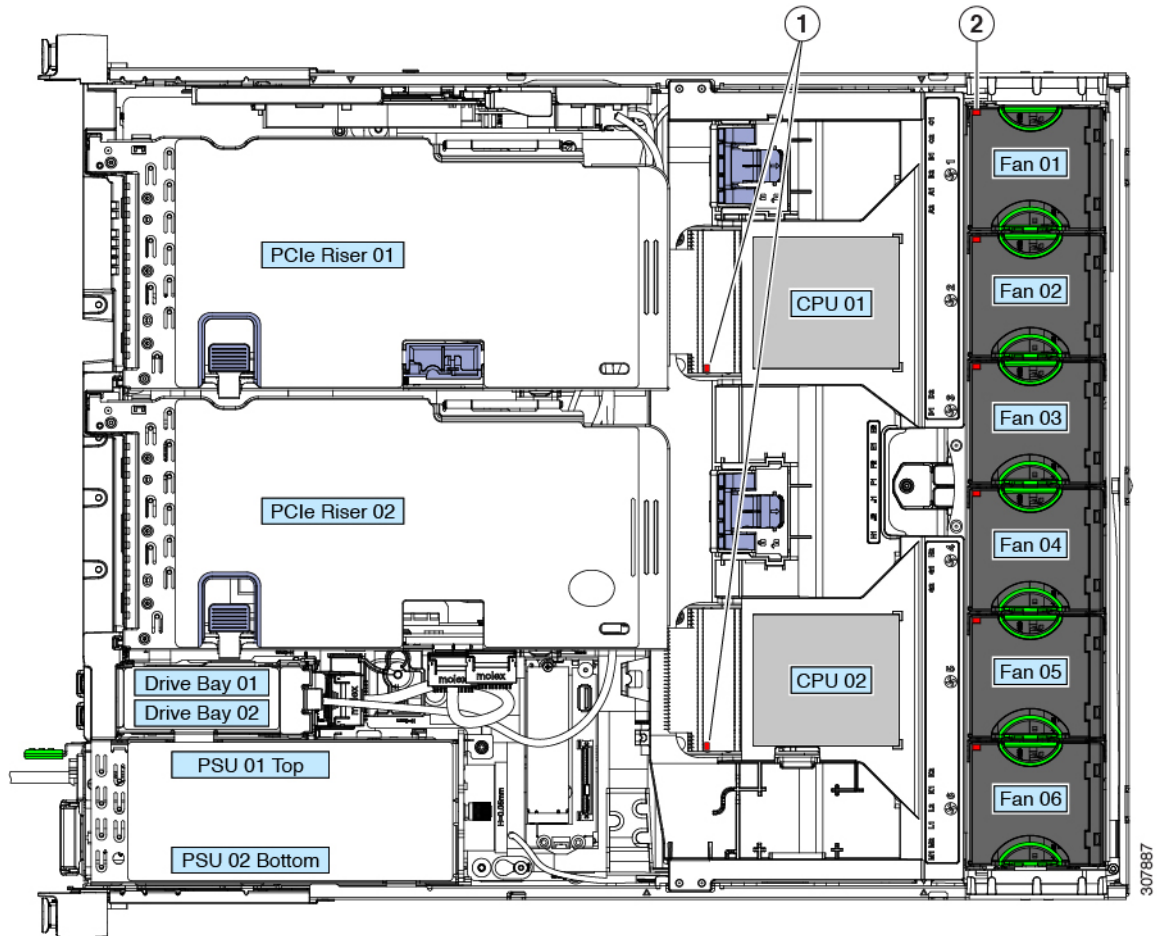 1
2
Fan 01
PCIe Riser 01
CPU 01
Fan 02
Fan 03
PCIe Riser 02
Fan 04
Drive Bay 01
Drive Bay 02
molex
molex
CPU 02
Fan 05
PSU 01 Top
PSU 02 Bottom
Fan 06
307887